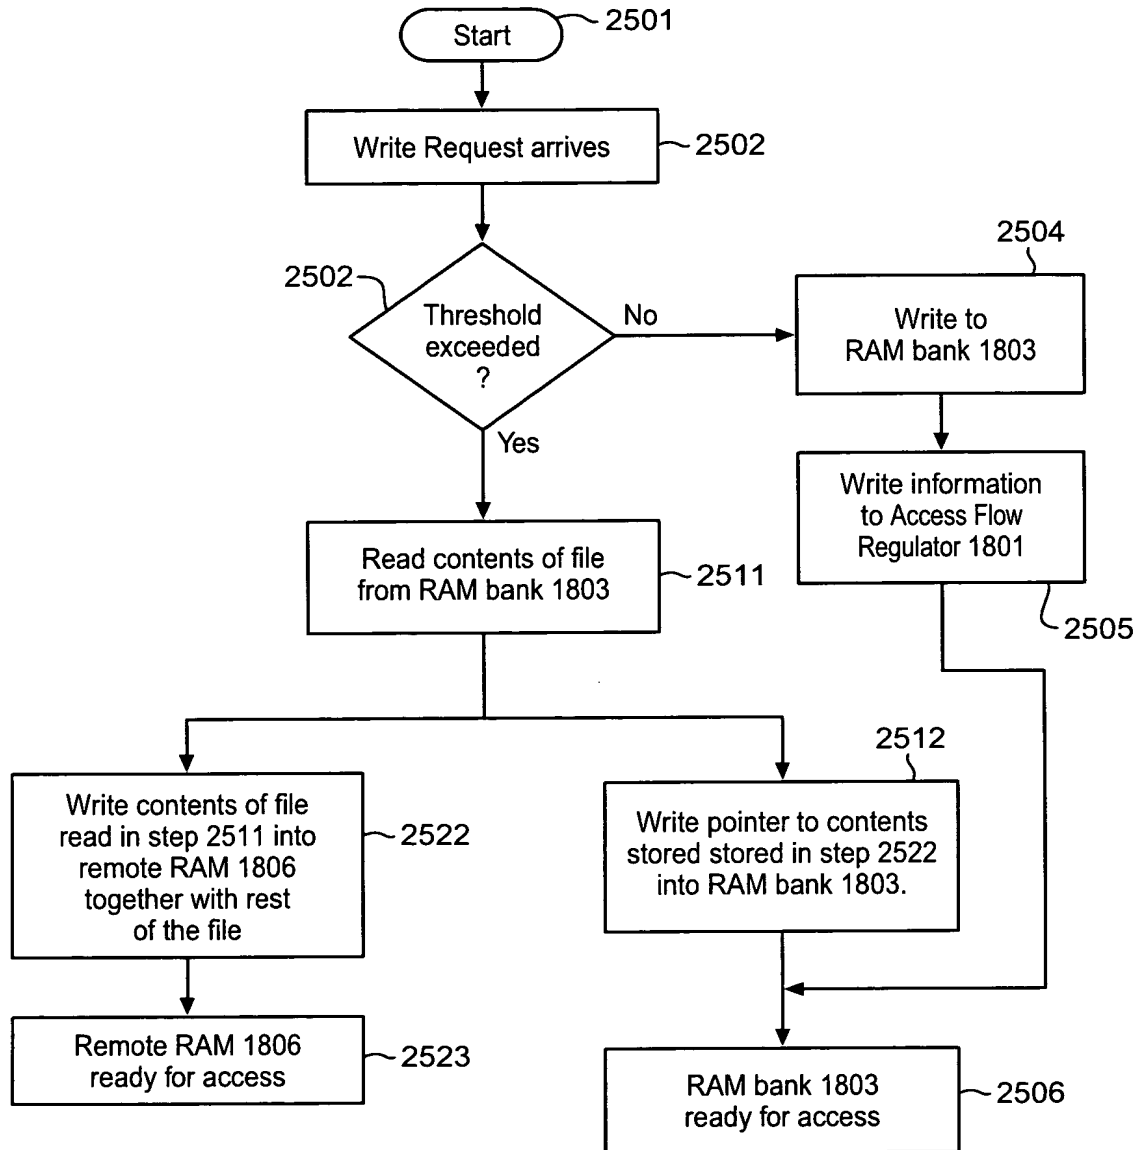 Start
2501
Write Request arrives
2502
2502
Threshold
exceeded
?
No
Yes
2504
Write to
RAM bank 1803
Write information
to Access Flow
Regulator 1801
2505
Read contents of file
from RAM bank 1803
2511
2512
Write contents of file
read in step 2511 into
remote RAM 1806
together with rest
of the file
2522
Write pointer to contents
stored stored in step 2522
into RAM bank 1803.
Remote RAM 1806
ready for access
2523
RAM bank 1803
ready for access
2506